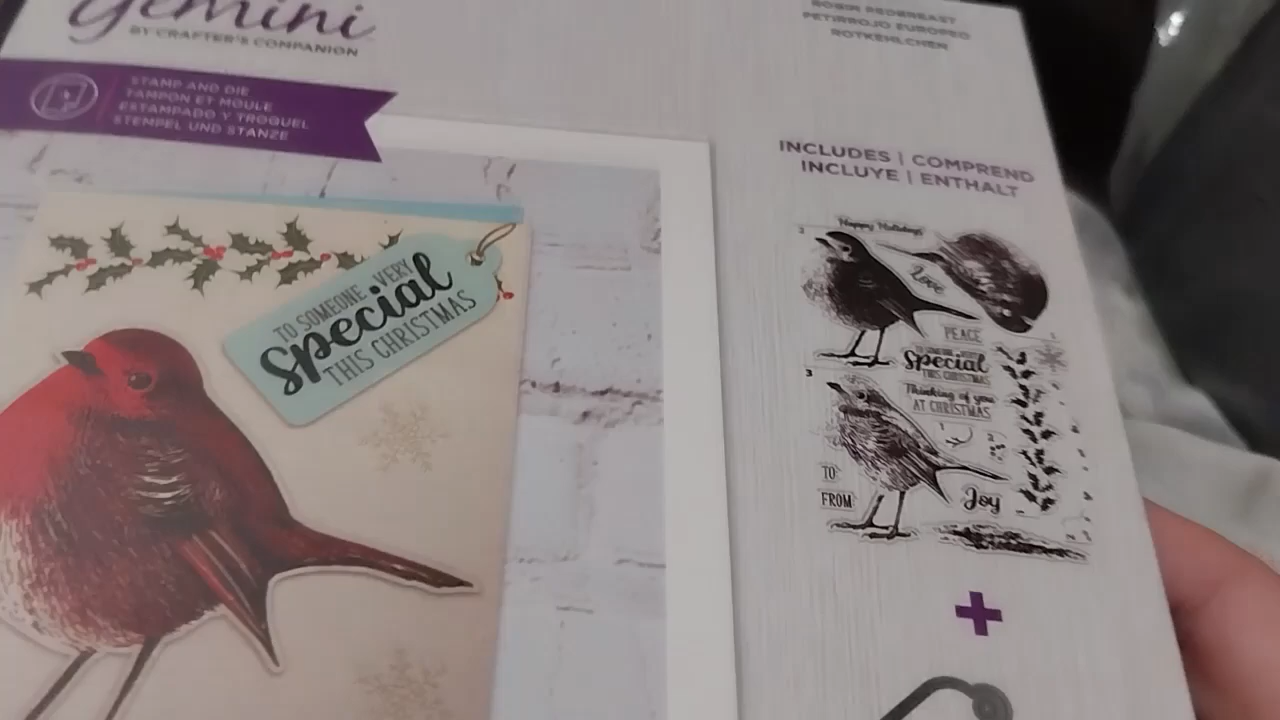 gemini
BY CRAFTER'S COMPANION
ROBIN REDBREAST
PETIRROJO EUROPEO
ROTKEHLCHEN
STAMP AND DIE
TAMPON ET MOULE
ESTAMPADO Y TROQUEL
STEMPEL UND STANZE
TO SOMEONE VERY
special
THIS CHRISTMAS
INCLUDES | COMPREND
INCLUYE | ENTHALT
Happy Holidays
Love
PEACE
special
THIS CHRISTMAS
Thinking of you
AT CHRISTMAS
TO
FROM
Joy
+